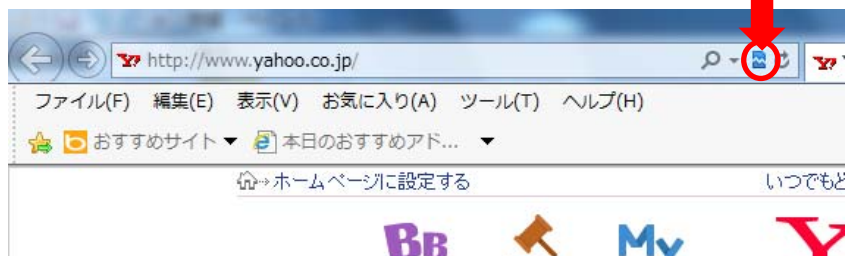 http://www.yahoo.co.jp/
ファイル(F) 編集(E) 表示(V) お気に入り(A) ツール(T) ヘルプ(H)
おすすめサイト ▼ 本日のおすすめアド... ▼
ホームページに設定する いつでもど
BB My Y